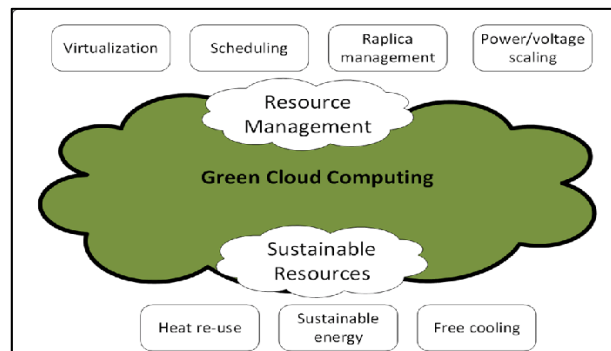 Virtualization
Scheduling
Raplica
management
Power/voltage
scaling
Resource
Management
Green Cloud Computing
Sustainable
Resources
Heat re-use
Sustainable
energy
Free cooling